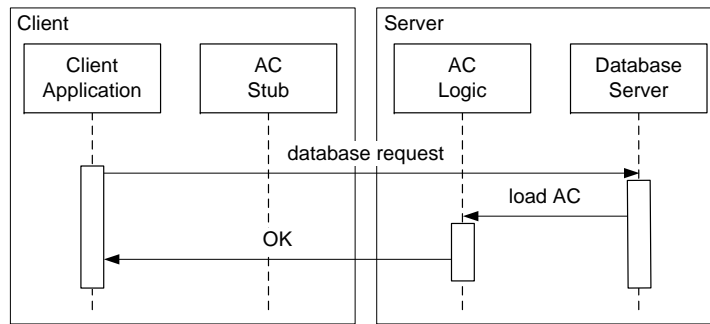 Client
Server
Client
Application
AC
Stub
AC
Logic
Database
Server
database request
load AC
OK